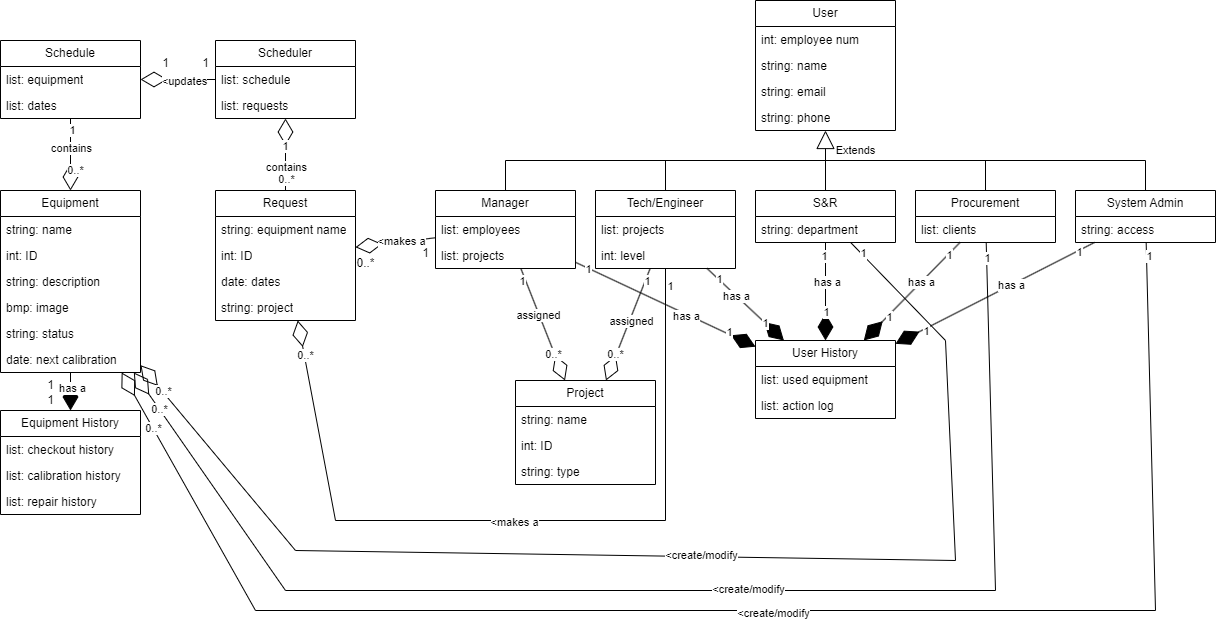 User
int: employee num
string: name
string: email
string: phone
Extends
Schedule
list: equipment
list: dates
1
1
<updates
Scheduler
list: schedule
list: requests
1
contains
0..*
1
contains
0..*
Equipment
string: name
int: ID
string: description
bmp: image
string: status
date: next calibration
Request
string: equipment name
int: ID
date: dates
string: project
<makes a
0..*
1
Manager
list: employees
list: projects
Tech/Engineer
list: projects
int: level
S&R
string: department
Procurement
list: clients
System Admin
string: access
1
1
1
1
1
1
1
1
1
1
1
assigned
assigned
has a
has a
has a
has a
has a
1
1
1
1
1
0..*
0..*
0..*
User History
list: used equipment
list: action log
Project
string: name
int: ID
string: type
1
has a
1
0..*
0..*
0..*
Equipment History
list: checkout history
list: calibration history
list: repair history
<makes a
<create/modify
<create/modify
<create/modify